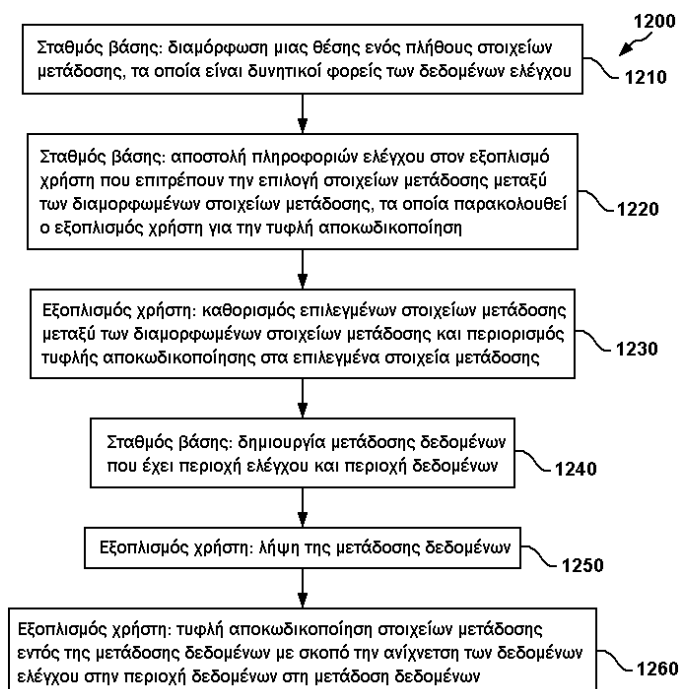 1200
Σταθμός βάσης: διαμόρφωση μιας θέσης ενός πλήθους στοιχείων
μετάδοσης, τα οποία είναι δυνητικοί φορείς των δεδομένων ελέγχου
1210
Σταθμός βάσης: αποστολή πληροφοριών ελέγχου στον εξοπλισμό
χρήστη που επιτρέπουν την επιλογή στοιχείων μετάδοσης μεταξύ
των διαμορφωμένων στοιχείων μετάδοσης, τα οποία παρακολουθεί
ο εξοπλισμός χρήστη για την τυφλή αποκωδικοποίηση
1220
Εξοπλισμός χρήστη: καθορισμός επιλεγμένων στοιχείων μετάδοσης
μεταξύ των διαμορφωμένων στοιχείων μετάδοσης και περιορισμός
τυφλής αποκωδικοποίησης στα επιλεγμένα στοιχεία μετάδοσης
1230
Σταθμός βάσης: δημιουργία μετάδοσης δεδομένων
που έχει περιοχή ελέγχου και περιοχή δεδομένων
1240
Εξοπλισμός χρήστη: λήψη της μετάδοσης δεδομένων
1250
Εξοπλισμός χρήστη: τυφλή αποκωδικοποίηση στοιχείων μετάδοσης
εντός της μετάδοσης δεδομένων με σκοπό την ανίχνετση των δεδομένων
ελέγχου στην περιοχή δεδομένων στη μετάδοση δεδομένων
1260